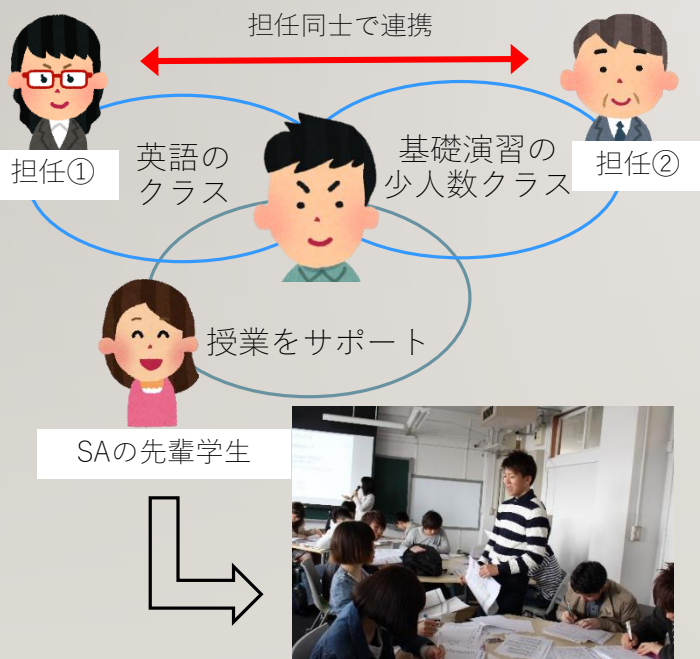 担任同士で連携
担任①
英語の
クラス
基礎演習の
少人数クラス
担任②
授業をサポート
SAの先輩学生